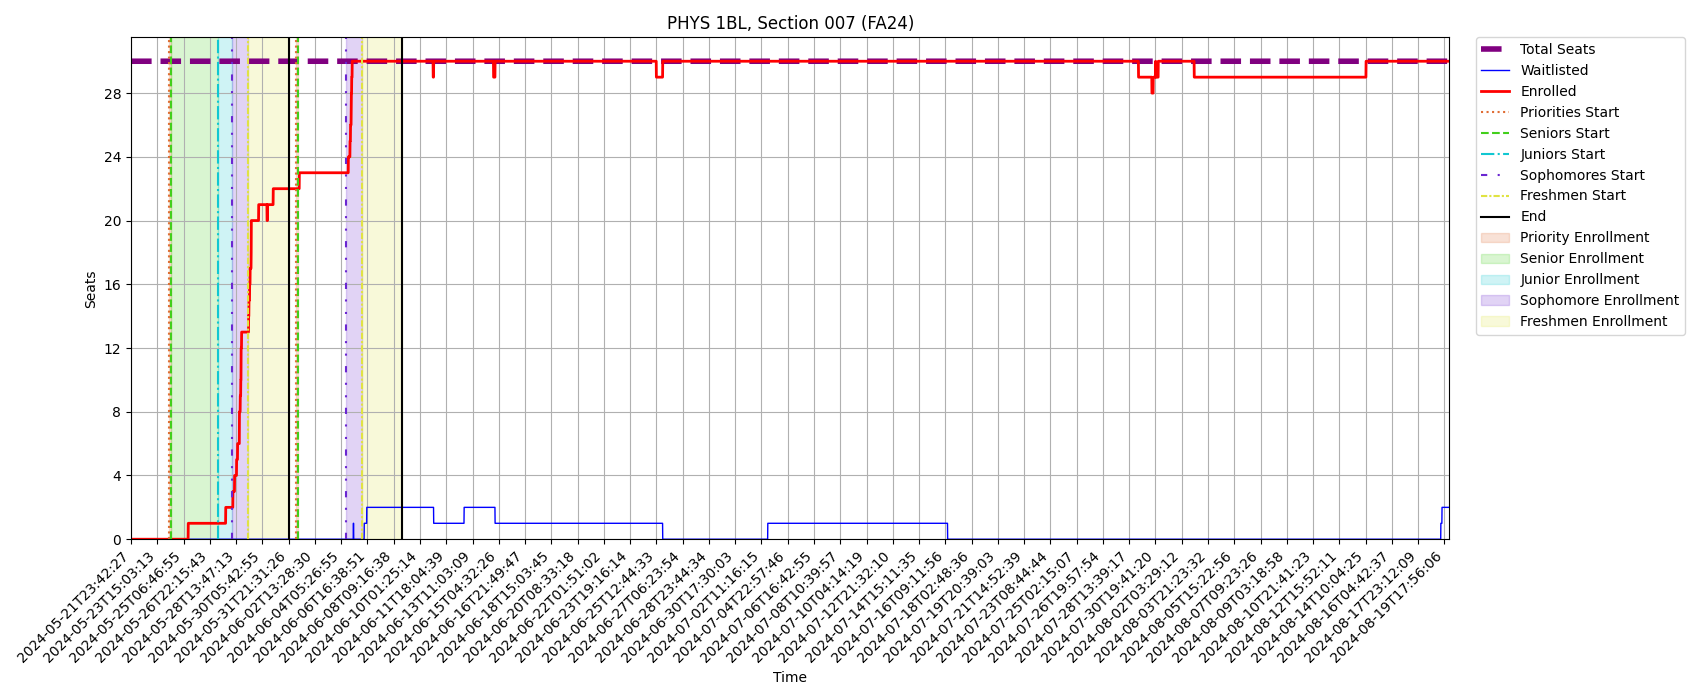 PHYS 1BL, Section 007 (FA24)
Total Seats
Waitlisted
Enrolled
Priorities Start
Seniors Start
Juniors Start
Sophomores Start
Freshmen Start
End
Priority Enrollment
Senior Enrollment
Junior Enrollment
Sophomore Enrollment
Freshmen Enrollment
Seats
28
24
20
16
12
8
4
0
2024-05-21T23:42:27
2024-05-23T15:03:13
2024-05-25T06:46:55
2024-05-26T22:15:43
2024-05-28T13:47:13
2024-05-30T05:42:55
2024-05-31T21:31:26
2024-06-02T13:28:30
2024-06-04T05:26:55
2024-06-06T16:38:51
2024-06-08T09:16:38
2024-06-10T01:25:14
2024-06-11T18:04:39
2024-06-13T11:03:09
2024-06-15T04:32:26
2024-06-16T21:49:47
2024-06-18T15:03:45
2024-06-20T08:33:18
2024-06-22T01:51:02
2024-06-23T19:16:14
2024-06-25T12:44:33
2024-06-27T06:23:54
2024-06-28T23:44:34
2024-06-30T17:30:03
2024-07-02T11:16:15
2024-07-04T22:57:46
2024-07-06T16:42:55
2024-07-08T10:39:57
2024-07-10T04:14:19
2024-07-12T21:32:10
2024-07-14T15:11:35
2024-07-16T09:11:56
2024-07-18T02:48:36
2024-07-19T20:39:03
2024-07-21T14:52:39
2024-07-23T08:44:44
2024-07-25T02:15:07
2024-07-26T19:57:54
2024-07-28T13:39:17
2024-07-30T19:41:20
2024-08-02T03:29:12
2024-08-03T21:23:32
2024-08-05T15:22:56
2024-08-07T09:23:26
2024-08-09T03:18:58
2024-08-10T21:41:23
2024-08-12T15:52:11
2024-08-14T10:04:25
2024-08-16T04:42:37
2024-08-17T23:12:09
2024-08-19T17:56:06
Time